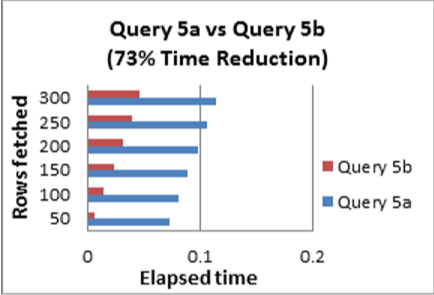 Query 5a vs Query 5b
(73% Time Reduction)
Rows fetched
300
250
200
150
100
50
0
0.1
0.2
Elapsed time
Query 5b
Query 5a